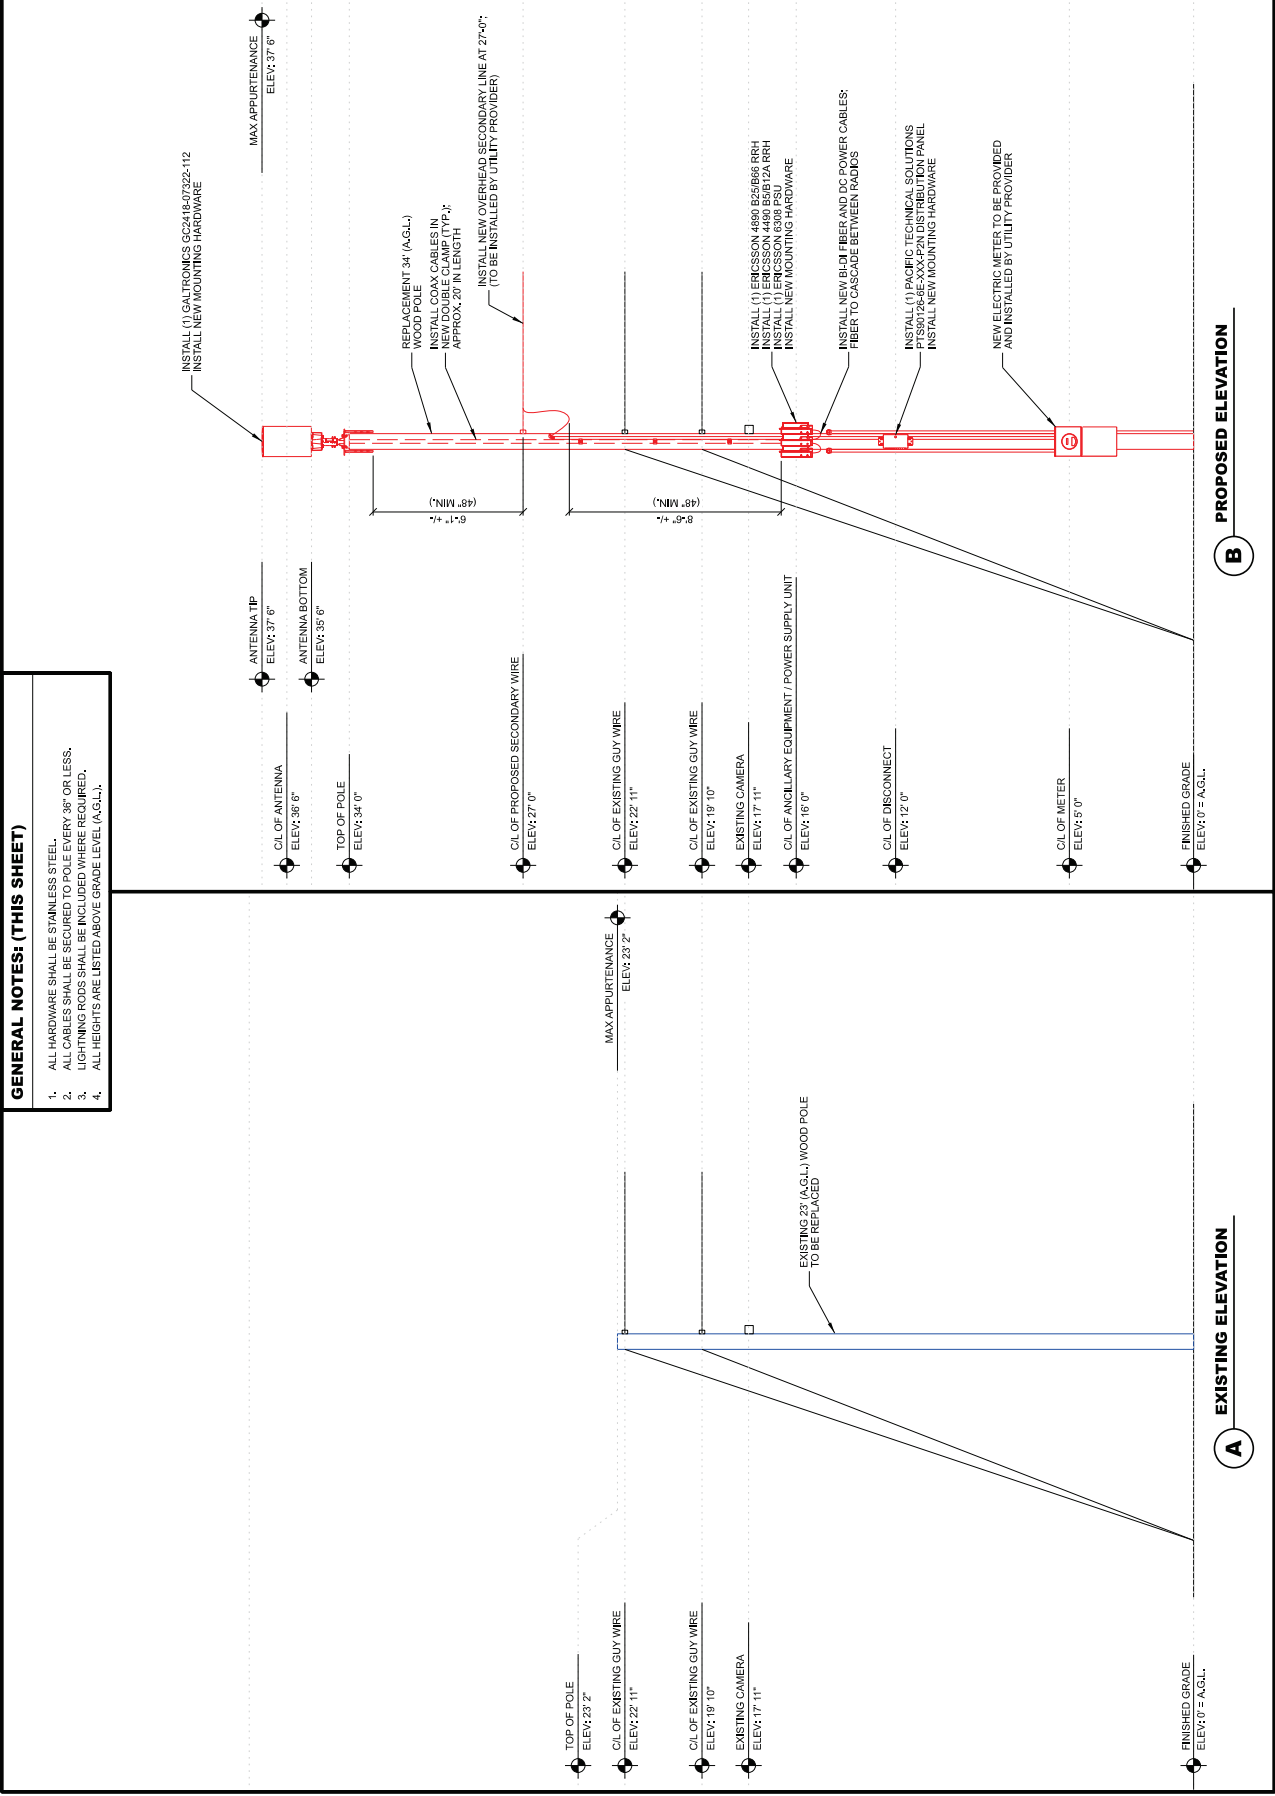 GENERAL NOTES: (THIS SHEET)
1. ALL HARDWARE SHALL BE STAINLESS STEEL.
2. ALL CABLES SHALL BE SECURED TO POLE EVERY 36" OR LESS.
3. LIGHTNING RODS SHALL BE INCLUDED WHERE REQUIRED.
4. ALL HEIGHTS ARE LISTED ABOVE GRADE LEVEL (A.G.L.).
MAX APPURTENANCE
ELEV: 23' 2"
TOP OF POLE
ELEV: 23' 2"
C/L OF EXISTING GUY WIRE
ELEV: 22' 11"
C/L OF EXISTING GUY WIRE
ELEV: 19' 10"
EXISTING CAMERA
ELEV: 17' 11"
FINISHED GRADE
ELEV: 0' = A.G.L.
EXISTING 23' (A.G.L.) WOOD POLE
TO BE REPLACED
A
EXISTING ELEVATION
MAX APPURTENANCE
ELEV: 37' 6"
ANTENNA TIP
ELEV: 37' 6"
C/L OF ANTENNA
ELEV: 36' 6"
ANTENNA BOTTOM
ELEV: 35' 6"
TOP OF POLE
ELEV: 34' 0"
C/L OF PROPOSED SECONDARY WIRE
ELEV: 27' 0"
C/L OF EXISTING GUY WIRE
ELEV: 22' 11"
C/L OF EXISTING GUY WIRE
ELEV: 19' 10"
EXISTING CAMERA
ELEV: 17' 11"
C/L OF ANCILLARY EQUIPMENT / POWER SUPPLY UNIT
ELEV: 16' 0"
C/L OF DISCONNECT
ELEV: 12' 0"
C/L OF METER
ELEV: 5' 0"
FINISHED GRADE
ELEV: 0' = A.G.L.
6'-1" +/-
(48" MIN.)
8'-6" +/-
(48" MIN.)
INSTALL (1) GALTRONICS GC2418-07322-112
INSTALL NEW MOUNTING HARDWARE
REPLACEMENT 34' (A.G.L.)
WOOD POLE
INSTALL COAX CABLES IN
NEW DOUBLE CLAMP (TYP.);
APPROX. 20' IN LENGTH
INSTALL NEW OVERHEAD SECONDARY LINE AT 27'-0";
(TO BE INSTALLED BY UTILITY PROVIDER)
INSTALL (1) ERICSSON 4890 B25/B66 RRH
INSTALL (1) ERICSSON 4490 B5/B12A RRH
INSTALL (1) ERICSSON 6308 PSU
INSTALL NEW MOUNTING HARDWARE
INSTALL NEW BI-DI FIBER AND DC POWER CABLES;
FIBER TO CASCADE BETWEEN RADIOS
INSTALL (1) PACIFIC TECHNICAL SOLUTIONS
PTS90126-6E-XXX-P2N DISTRIBUTION PANEL
INSTALL NEW MOUNTING HARDWARE
NEW ELECTRIC METER TO BE PROVIDED
AND INSTALLED BY UTILITY PROVIDER
B
PROPOSED ELEVATION